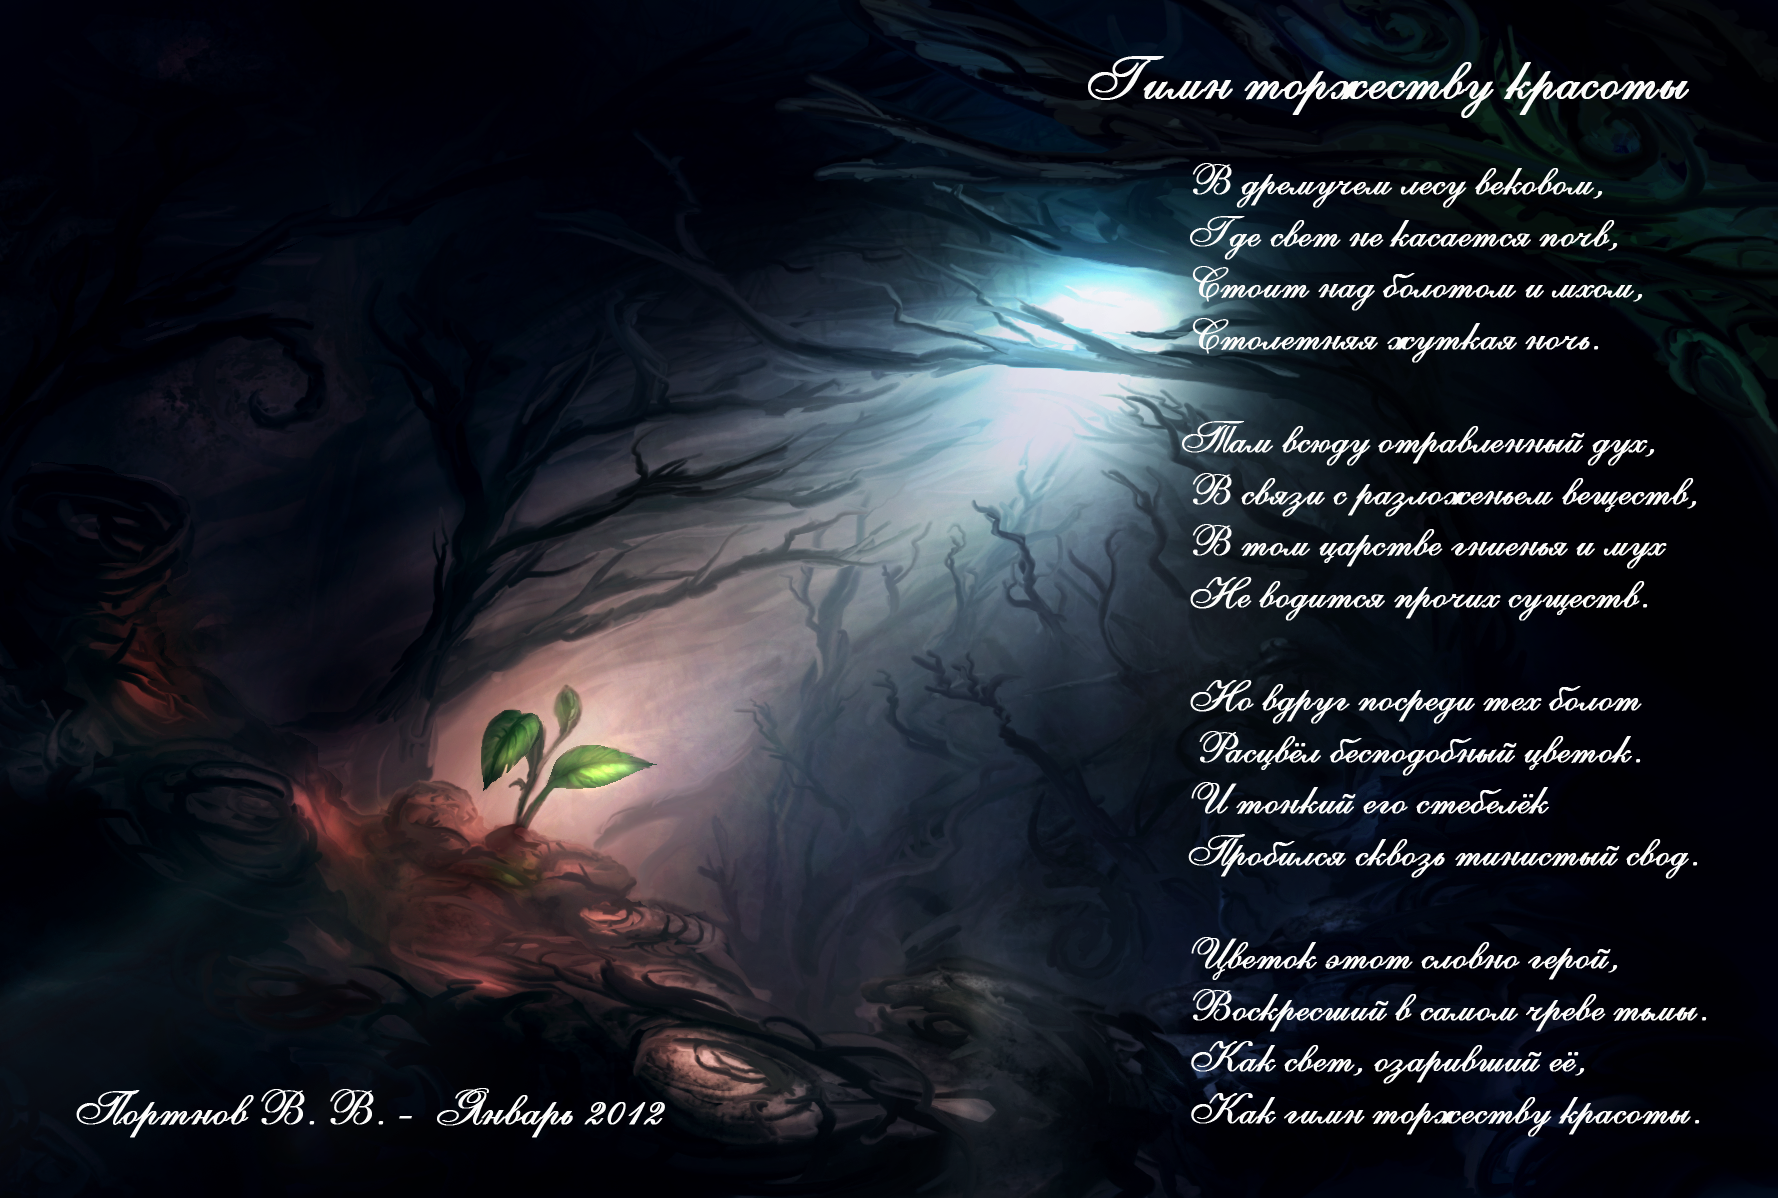 Гимн торжеству красоты
В дремучем лесу вековом,
Где свет не касается почв,
Стоит над болотом и мхом,
Столетняя жуткая ночь.
Там всюду отравленный дух,
В связи с разложеньем веществ,
В том царстве гниенья и мух
Не водится прочих существ.
Но вдруг посреди тех болот
Расцвёл бесподобный цветок.
И тонкий его стебелёк
Пробился сквозь тинистый свод.
Цветок этот словно герой,
Воскресший в самом чреве тьмы.
Как свет, озаривший её,
Как гимн торжеству красоты.
Портнов В. В. - Январь 2012